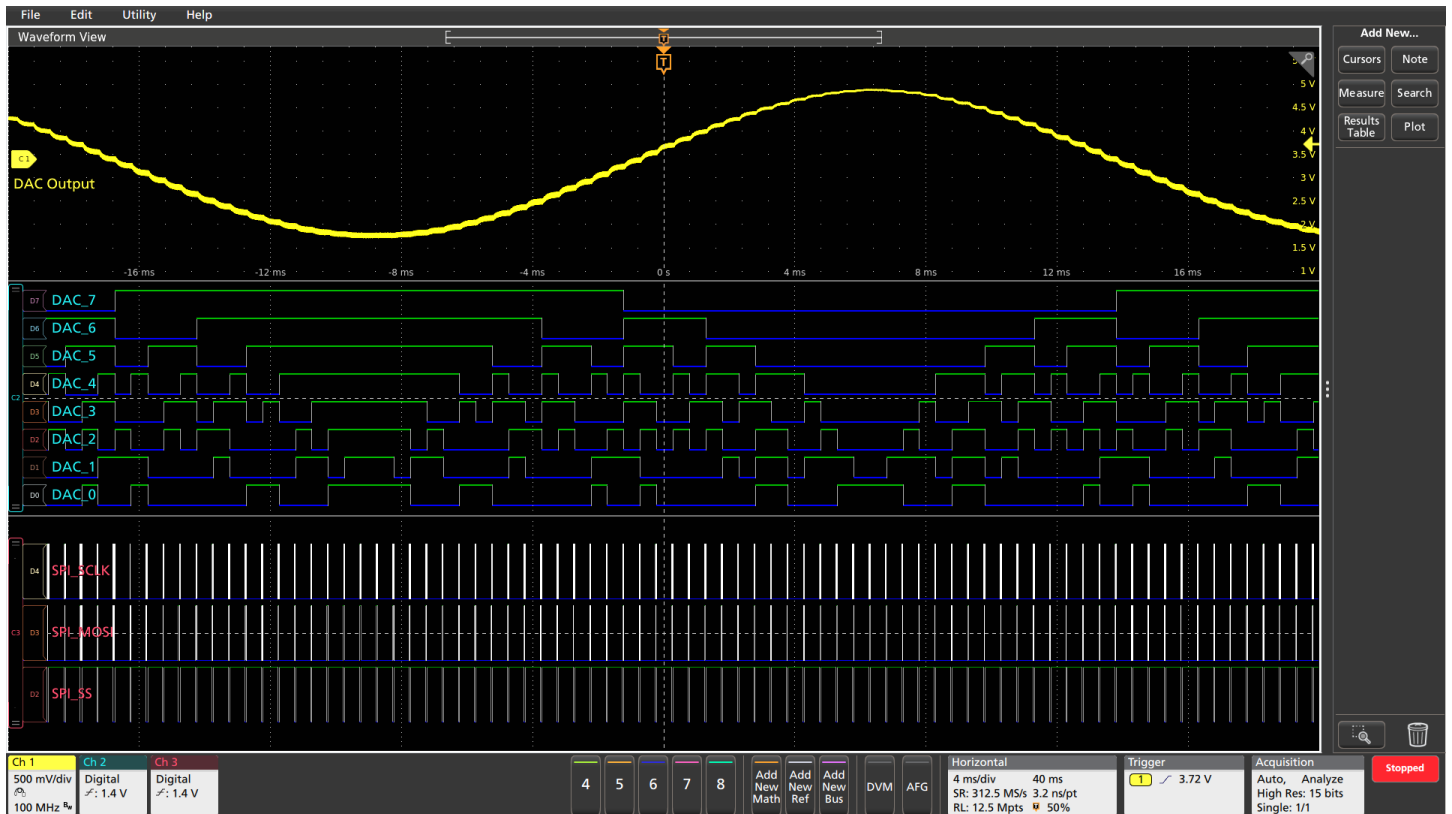 File Edit Utility Help
Waveform View
Add New...
Cursors Note
Measure Search
Results Table Plot
T
T
5 V
4.5 V
4 V
3.5 V
3 V
2.5 V
2 V
1.5 V
1 V
C1
DAC Output
-16 ms -12 ms -8 ms -4 ms 0 s 4 ms 8 ms 12 ms 16 ms
D7 DAC_7
D6 DAC_6
D5 DAC_5
D4 DAC_4
C2
D3 DAC_3
D2 DAC_2
D1 DAC_1
D0 DAC_0
D4 SPI_SCLK
C3 D3 SPI_MOSI
D2 SPI_SS
Ch 1
500 mV/div
100 MHz Bw
Ch 2
Digital
: 1.4 V
Ch 3
Digital
: 1.4 V
4 5 6 7 8
Add New Math
Add New Ref
Add New Bus
DVM
AFG
Horizontal
4 ms/div 40 ms
SR: 312.5 MS/s 3.2 ns/pt
RL: 12.5 Mpts 50%
Trigger
1 3.72 V
Acquisition
Auto, Analyze
High Res: 15 bits
Single: 1/1
Stopped